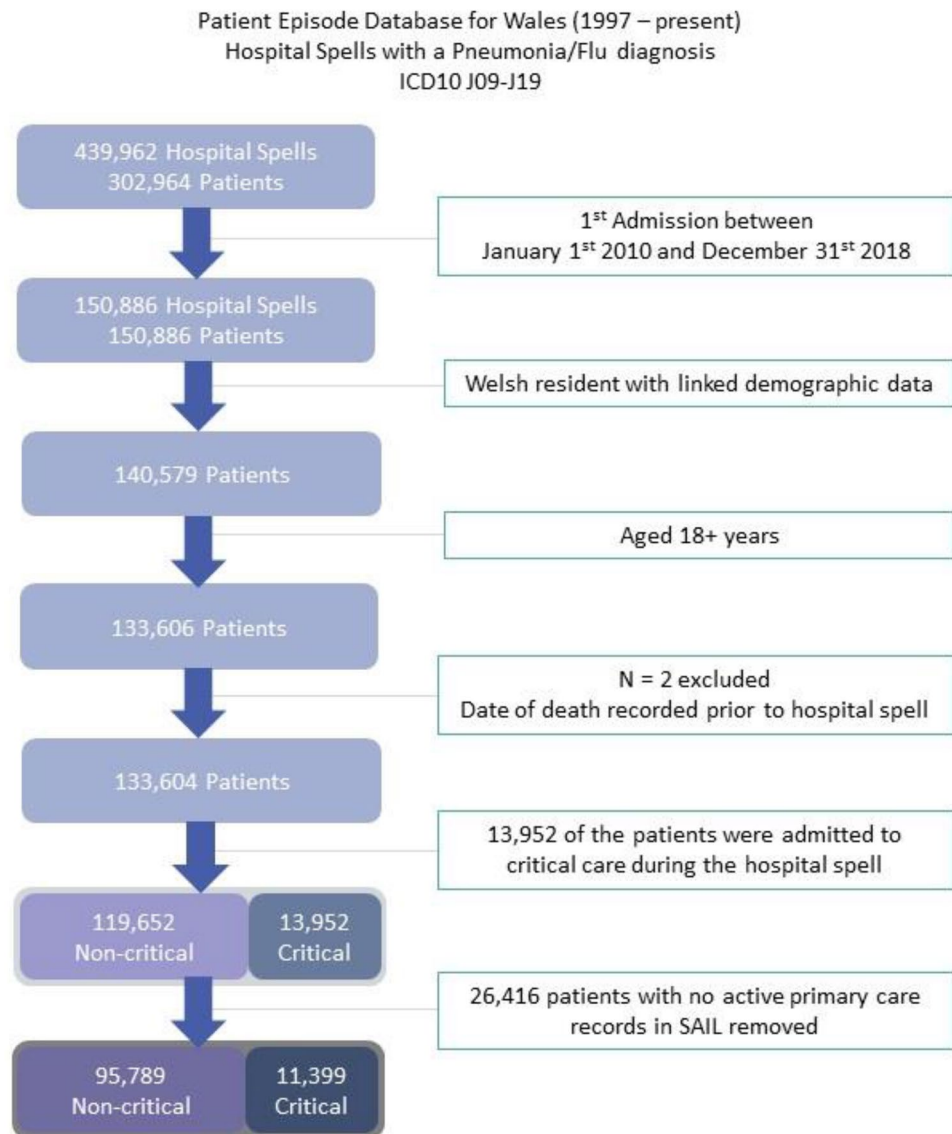 Patient Episode Database for Wales (1997 – present)
Hospital Spells with a Pneumonia/Flu diagnosis
ICD10 J09-J19
439,962 Hospital Spells
302,964 Patients
1st Admission between
January 1st 2010 and December 31st 2018
150,886 Hospital Spells
150,886 Patients
Welsh resident with linked demographic data
140,579 Patients
Aged 18+ years
133,606 Patients
N = 2 excluded
Date of death recorded prior to hospital spell
133,604 Patients
13,952 of the patients were admitted to
critical care during the hospital spell
119,652
Non-critical
13,952
Critical
26,416 patients with no active primary care
records in SAIL removed
95,789
Non-critical
11,399
Critical